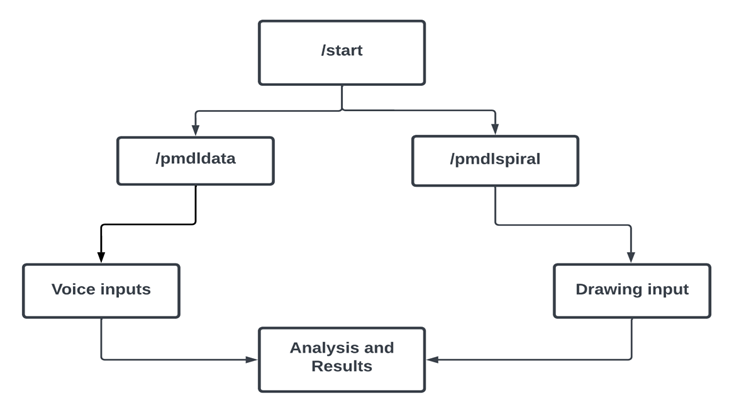 /start
/pmdldata
/pmdlspiral
Voice inputs
Drawing input
Analysis and
Results